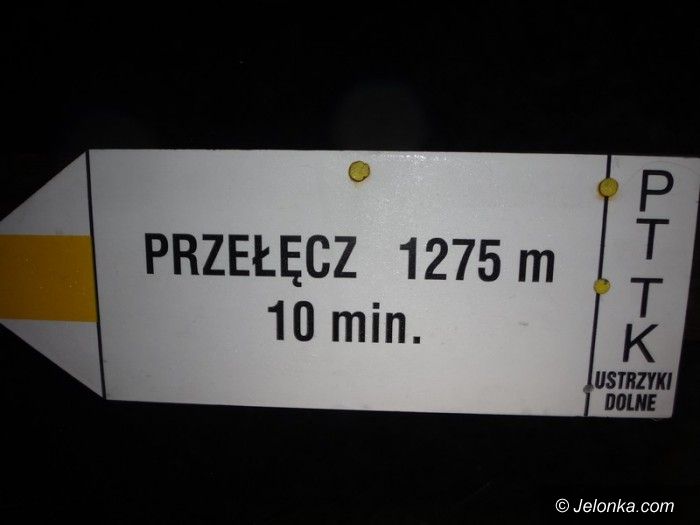 PRZEŁĘCZ 1275 m
10 min.
PTTK
USTRZYKI
DOLNE
© Jelonka.com